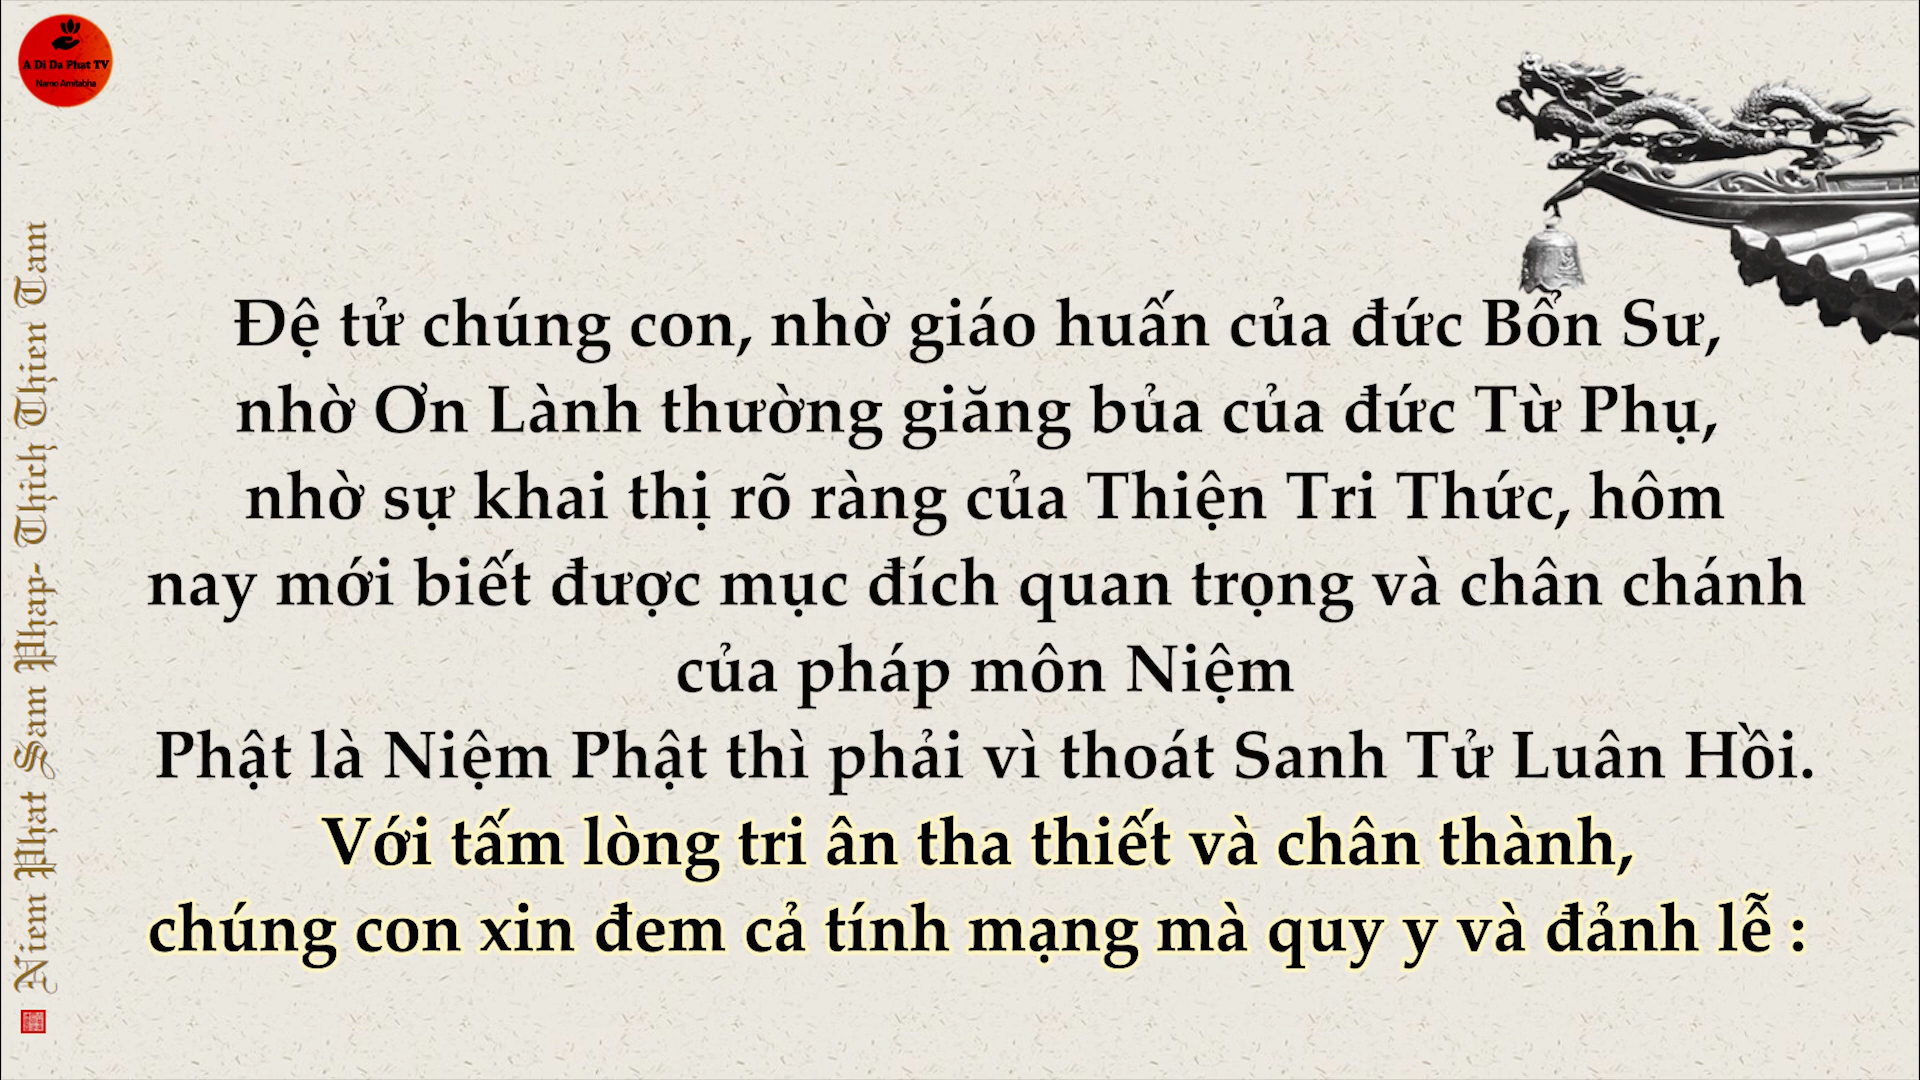 A Di Da Phat TV
Namo Amitabha
Đệ tử chúng con, nhờ giáo huấn của đức Bổn Sư,
nhờ Ơn Lành thường giăng bủa của đức Từ Phụ,
nhờ sự khai thị rõ ràng của Thiện Tri Thức, hôm
nay mới biết được mục đích quan trọng và chân chánh
của pháp môn Niệm
Phật là Niệm Phật thì phải vì thoát Sanh Tử Luân Hồi.
Với tấm lòng tri ân tha thiết và chân thành,
chúng con xin đem cả tính mạng mà quy y và đảnh lễ :
Niem Phat Sam Phap- Thich Thien Tam